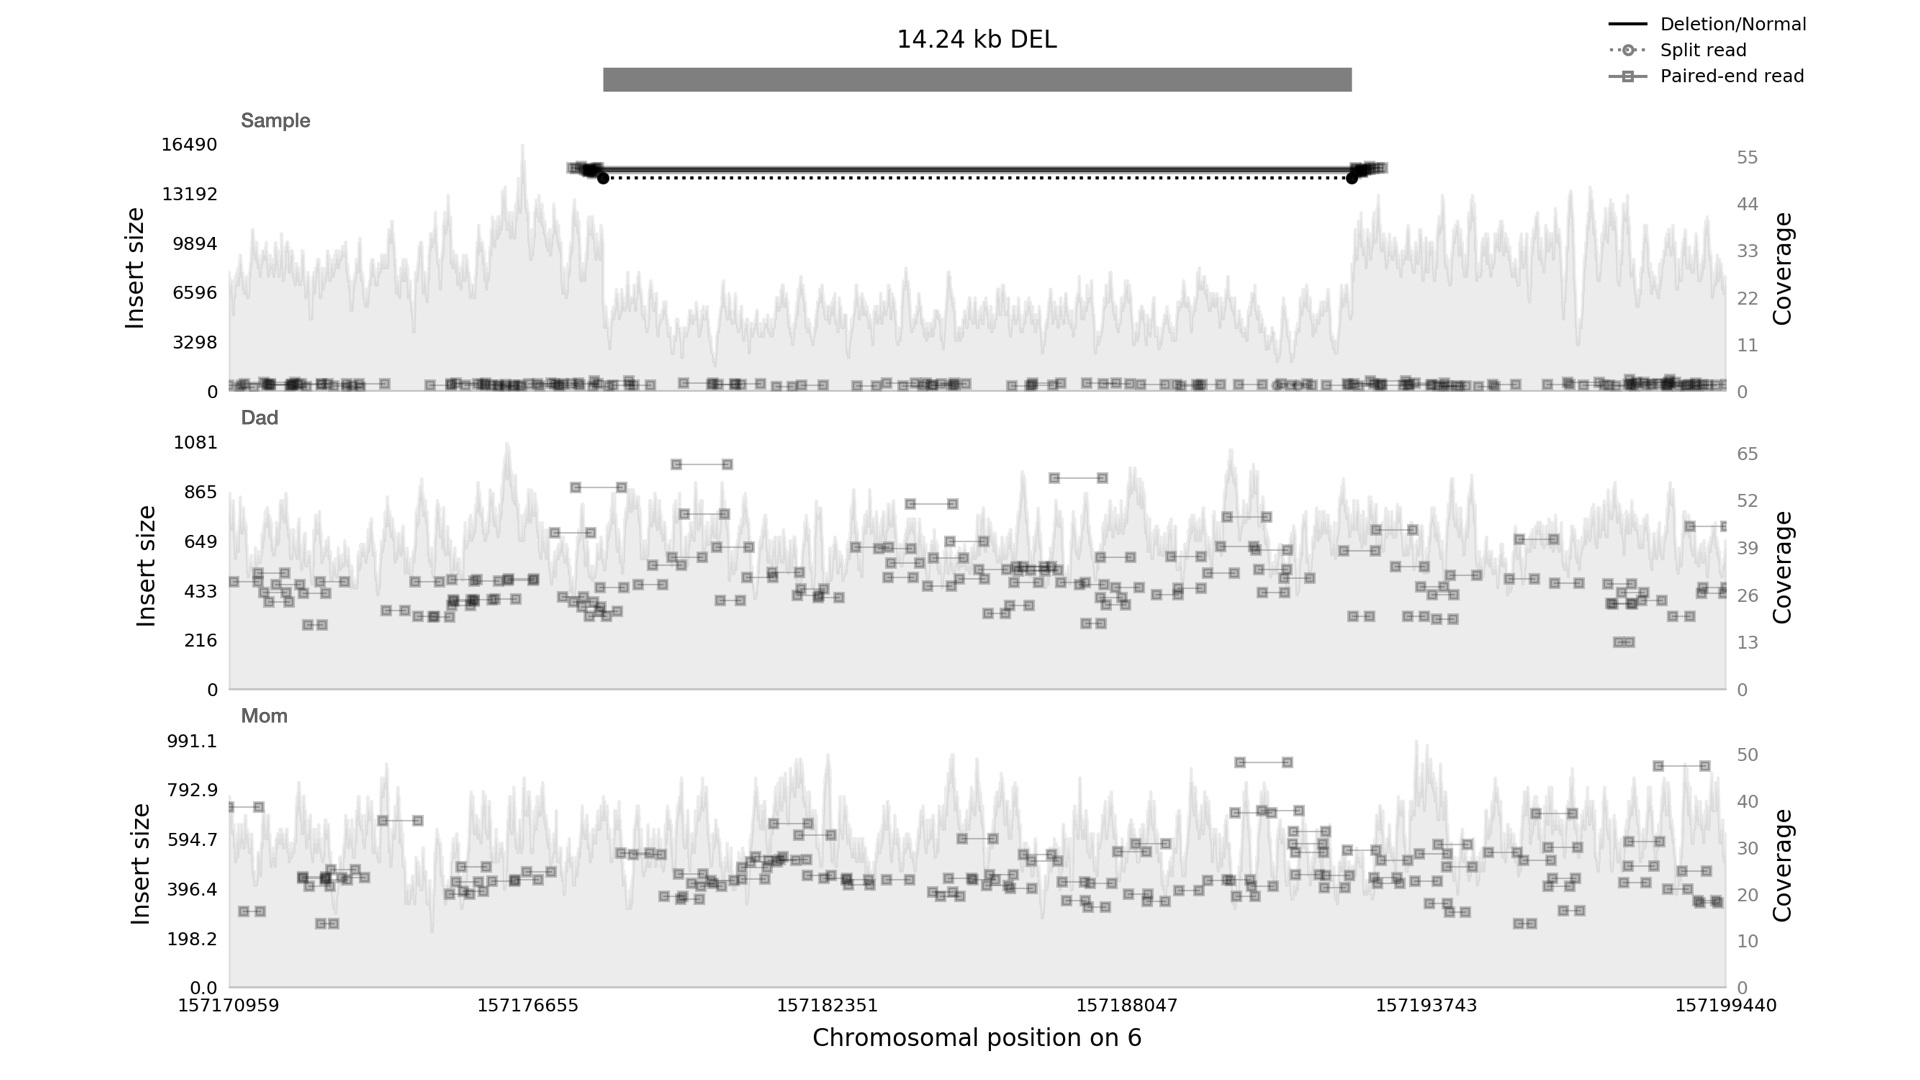 14.24 kb DEL
Deletion/Normal
Split read
Paired-end read
Sample
16490
13192
9894
6596
3298
0
Insert size
55
44
33
22
11
0
Coverage
Dad
1081
865
649
433
216
0
Insert size
65
52
39
26
13
0
Coverage
Mom
991.1
792.9
594.7
396.4
198.2
0.0
Insert size
50
40
30
20
10
0
Coverage
157170959 157176655 157182351 157188047 157193743 157199440
Chromosomal position on 6